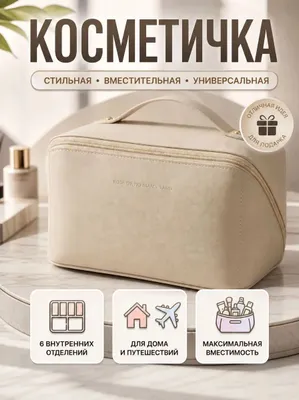 КОСМЕТИЧКА
СТИЛЬНАЯ • ВМЕСТИТЕЛЬНАЯ • УНИВЕРСАЛЬНАЯ
ОТЛИЧНАЯ ИДЕЯ
ДЛЯ ПОДАРКА
6 ВНУТРЕННИХ
ОТДЕЛЕНИЙ
ДЛЯ ДОМА
И ПУТЕШЕСТВИЙ
МАКСИМАЛЬНАЯ
ВМЕСТИМОСТЬ